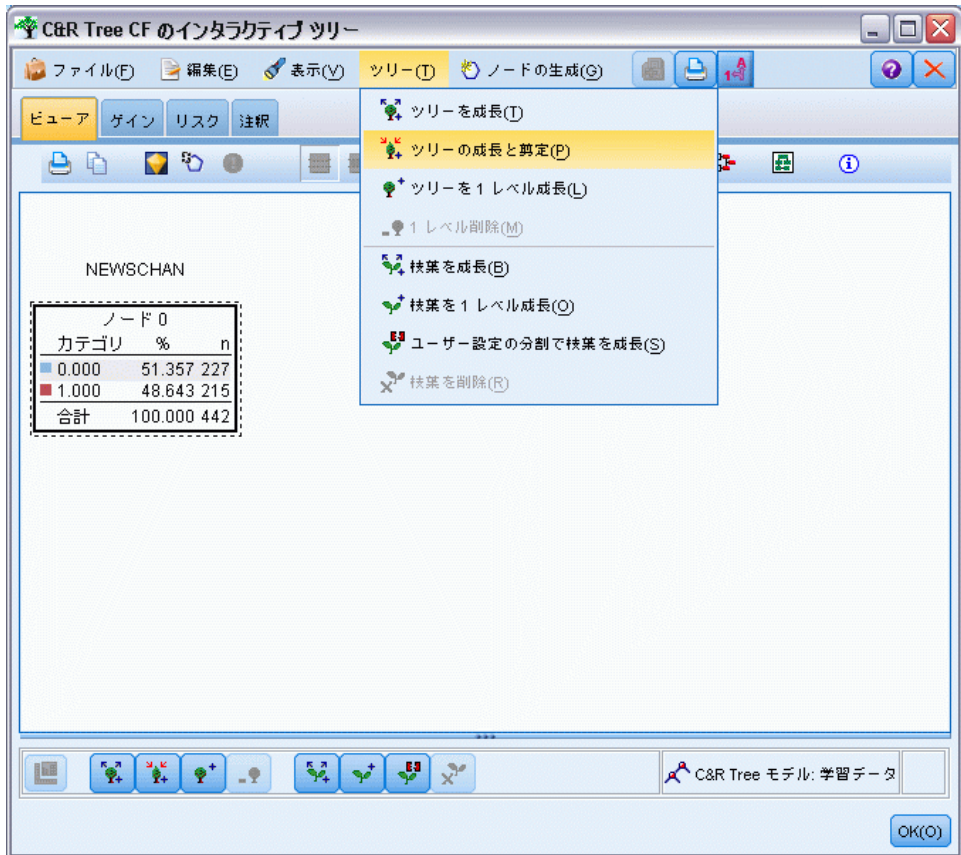 C&R Tree CF のインタラクティブ ツリー
ファイル(F) 編集(E) 表示(V) ツリー(T) ノードの生成(G)
ビューア ゲイン リスク 注釈
ツリーを成長(T)
ツリーの成長と剪定(P)
ツリーを1 レベル成長(L)
1 レベル削除(M)
枝葉を成長(B)
枝葉を1 レベル成長(O)
ユーザー設定の分割で枝葉を成長(S)
枝葉を削除(R)
NEWSCHAN
ノード 0
カテゴリ % n
0.000 51.357 227
1.000 48.643 215
合計 100.000 442
C&R Tree モデル: 学習データ
OK(O)